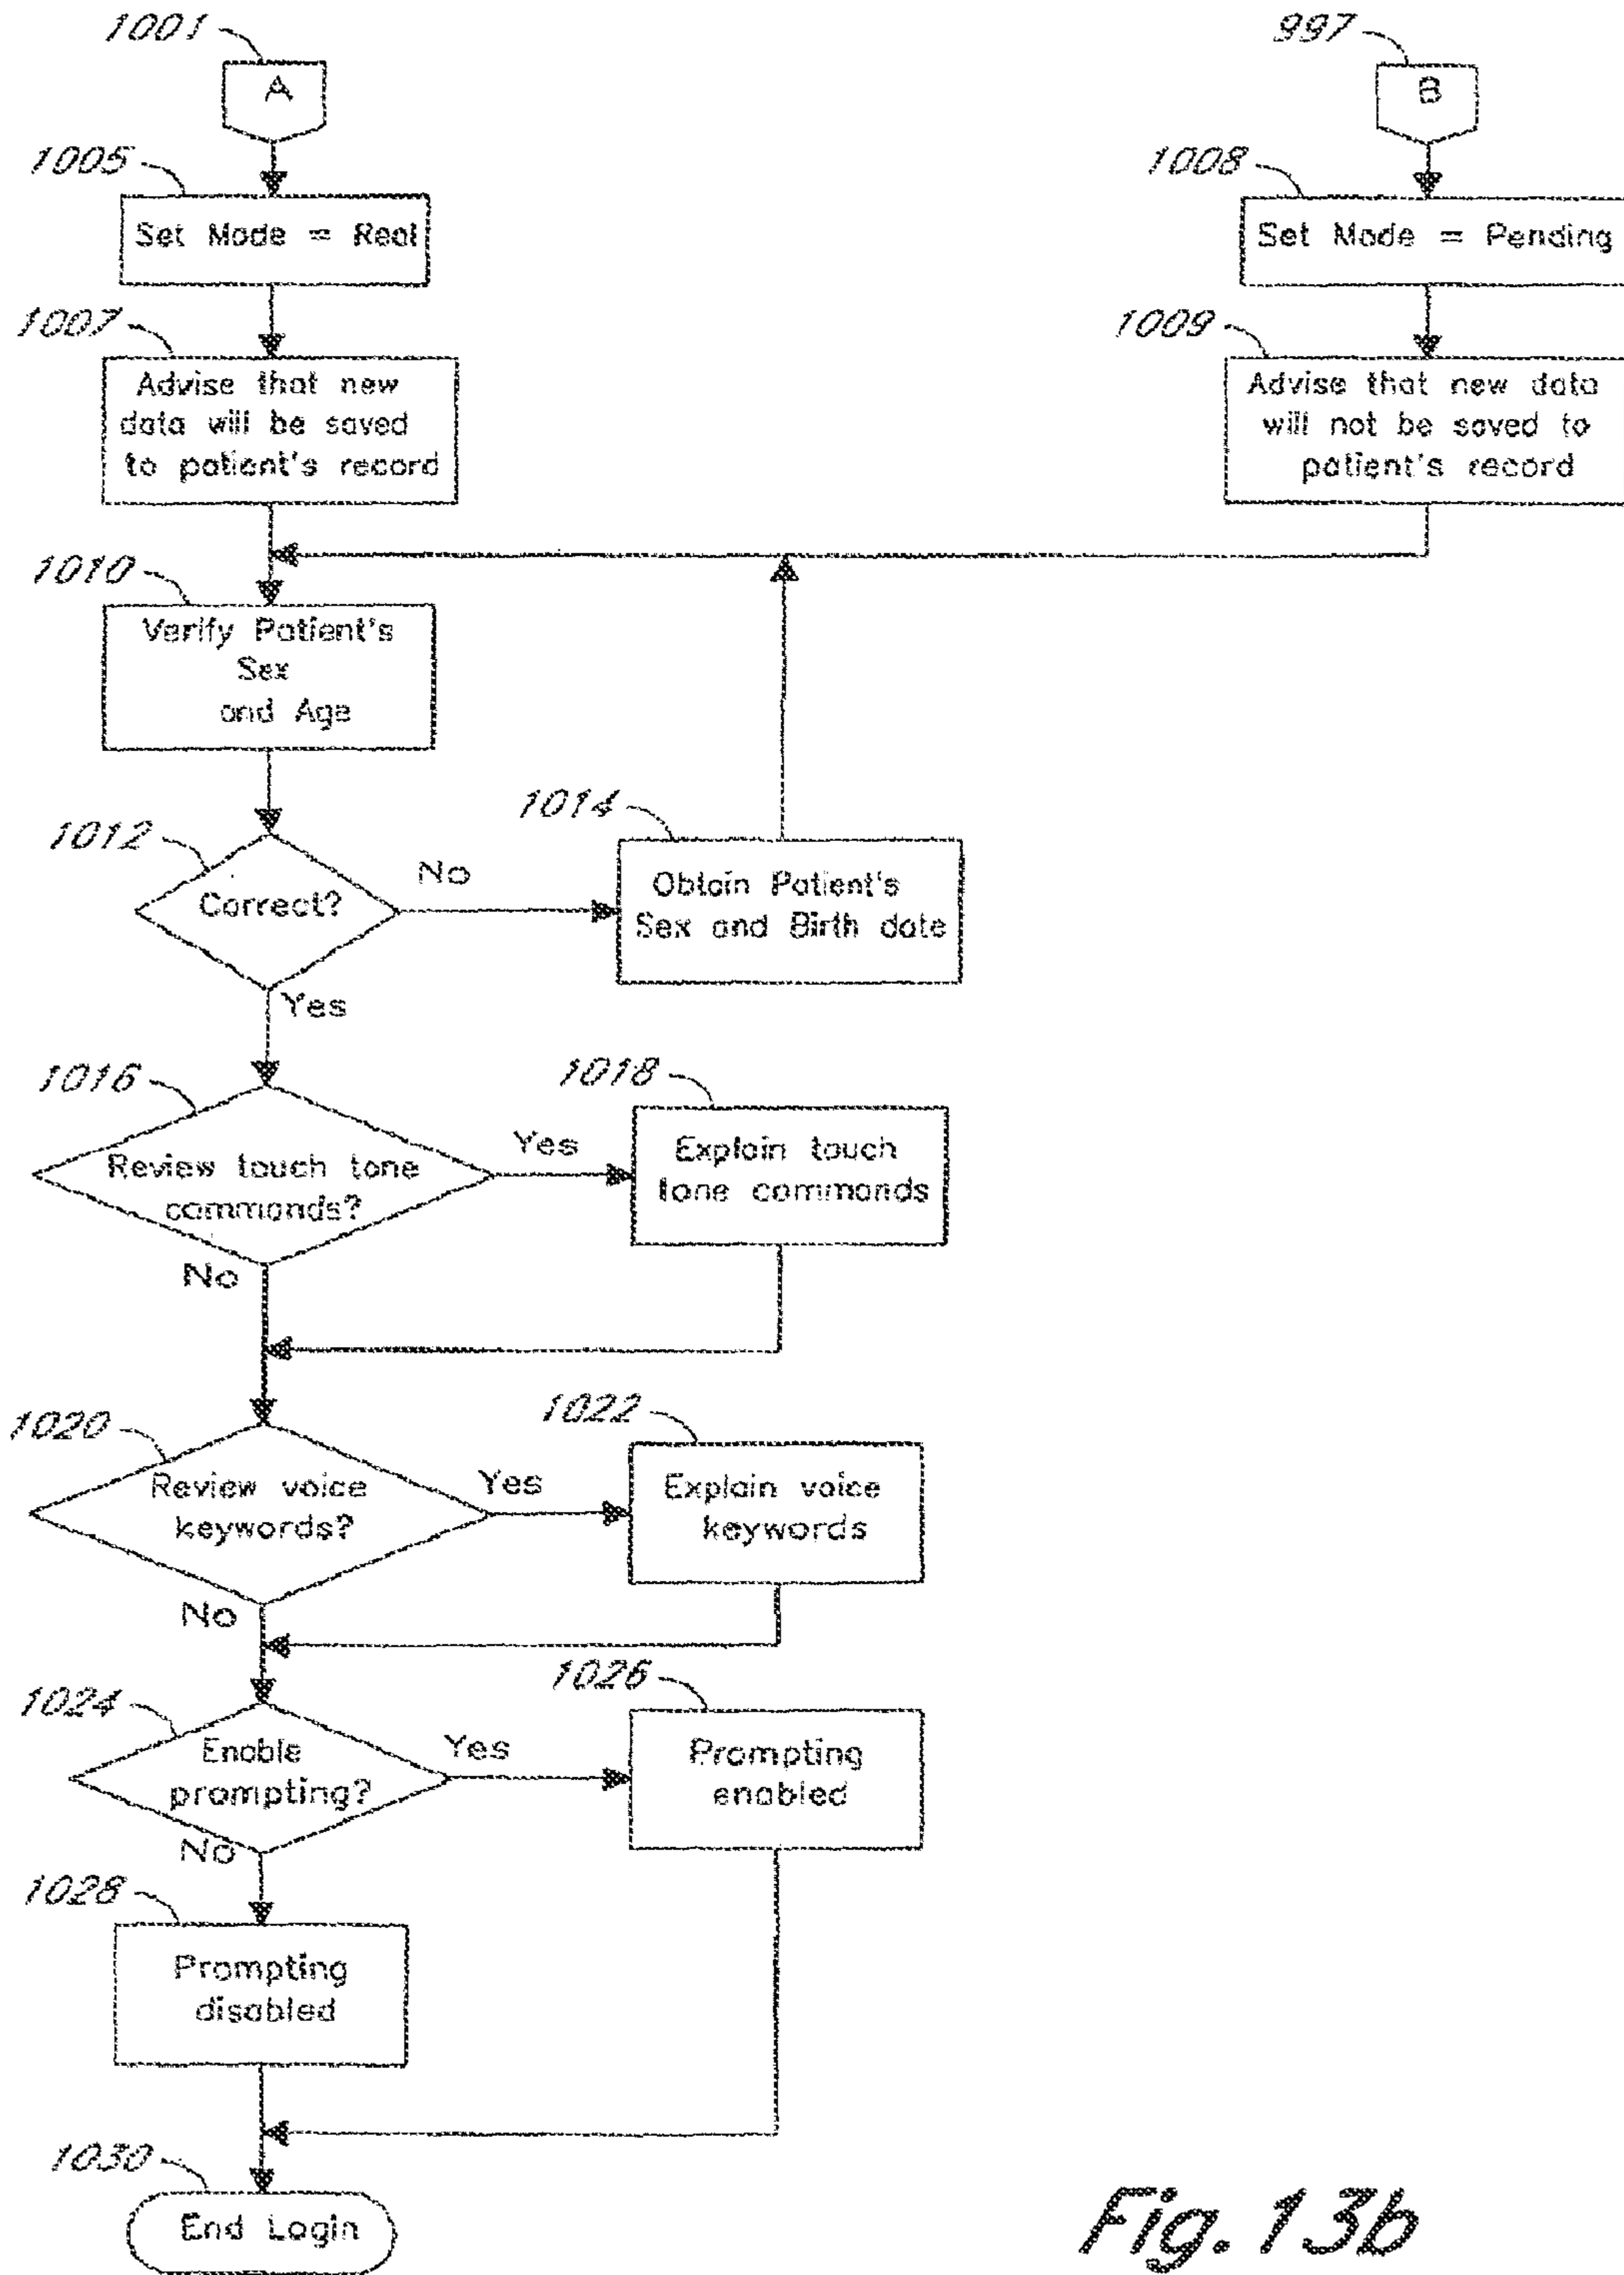 1001
A
997
B
1005
Set Mode = Real
1008
Set Mode = Pending
1007
Advise that new
data will be saved
to patient's record
1009
Advise that new data
will not be saved to
patient's record
1010
Verify Patient's
Sex
and Age
1012
Correct?
No
1014
Obtain Patient's
Sex and Birth date
Yes
1016
Review touch tone
commands?
Yes
1018
Explain touch
tone commands
No
1020
Review voice
keywords?
Yes
1022
Explain voice
keywords
No
1024
Enable
prompting?
Yes
1026
Prompting
enabled
No
1028
Prompting
disabled
1030
End Login
Fig. 13b